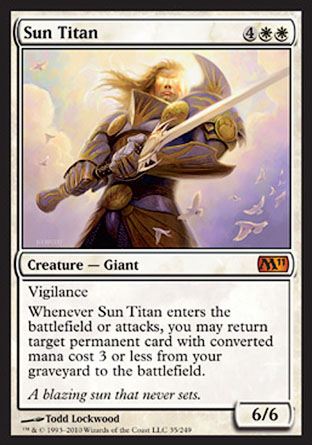 Sun Titan 4
Creature — Giant M11
Vigilance
Whenever Sun Titan enters the
battlefield or attacks, you may return
target permanent card with converted
mana cost 3 or less from your
graveyard to the battlefield.
A blazing sun that never sets.
Todd Lockwood
™ & © 1993–2010 Wizards of the Coast LLC 35/249
6/6